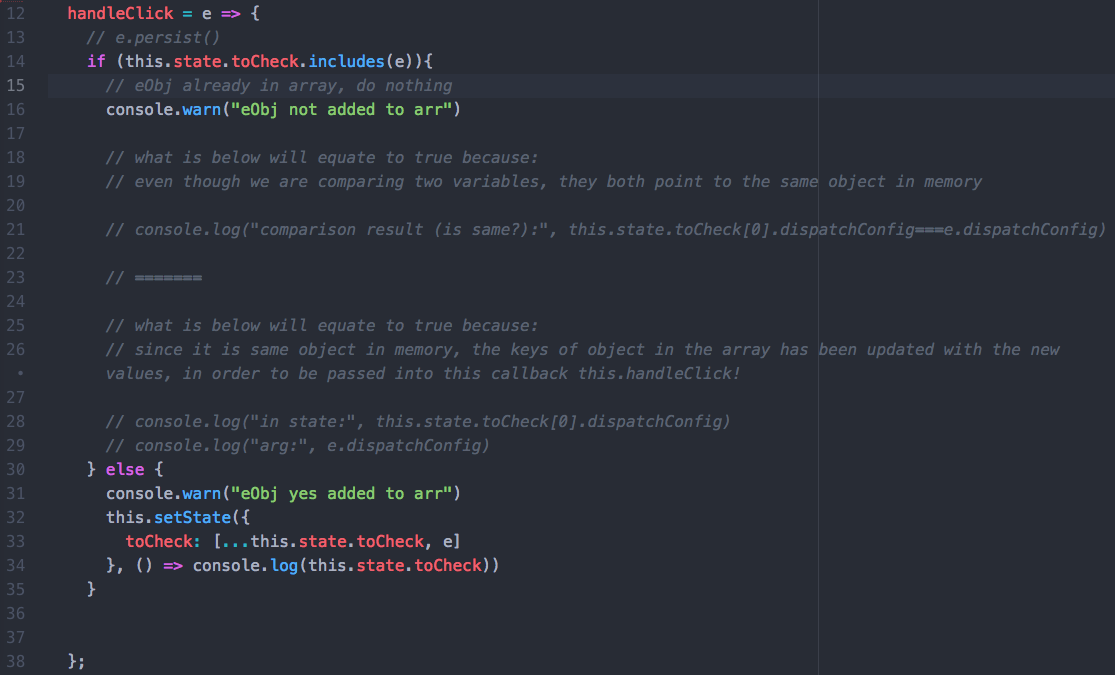 12 handleClick = e => {
13 // e.persist()
14 if (this.state.toCheck.includes(e)){
15 // eObj already in array, do nothing
16 console.warn("eObj not added to arr")
17
18 // what is below will equate to true because:
19 // even though we are comparing two variables, they both point to the same object in memory
20
21 // console.log("comparison result (is same?):", this.state.toCheck[0].dispatchConfig===e.dispatchConfig)
22
23 // =======
24
25 // what is below will equate to true because:
26 // since it is same object in memory, the keys of object in the array has been updated with the new
• values, in order to be passed into this callback this.handleClick!
27
28 // console.log("in state:", this.state.toCheck[0].dispatchConfig)
29 // console.log("arg:", e.dispatchConfig)
30 } else {
31 console.warn("eObj yes added to arr")
32 this.setState({
33 toCheck: [...this.state.toCheck, e]
34 }, () => console.log(this.state.toCheck))
35 }
36
37
38 };